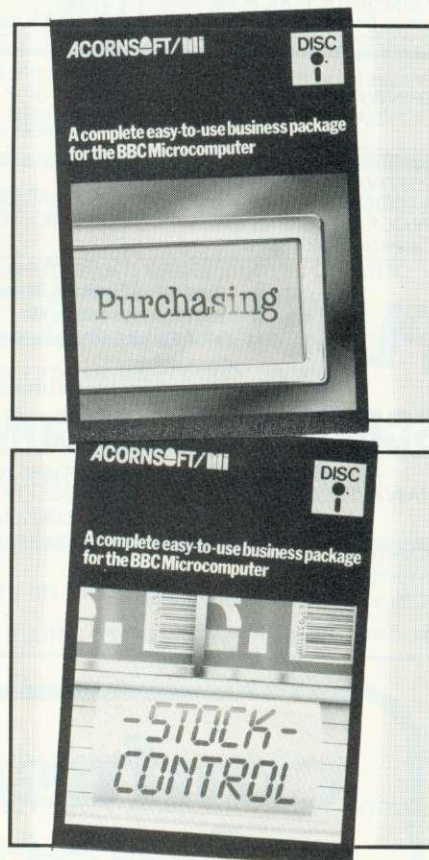 ACORNSOFT/Mi
DISC
A complete easy-to-use business package
for the BBC Microcomputer
Purchasing
ACORNSOFT/Mi
DISC
A complete easy-to-use business package
for the BBC Microcomputer
-STOCK-
CONTROL